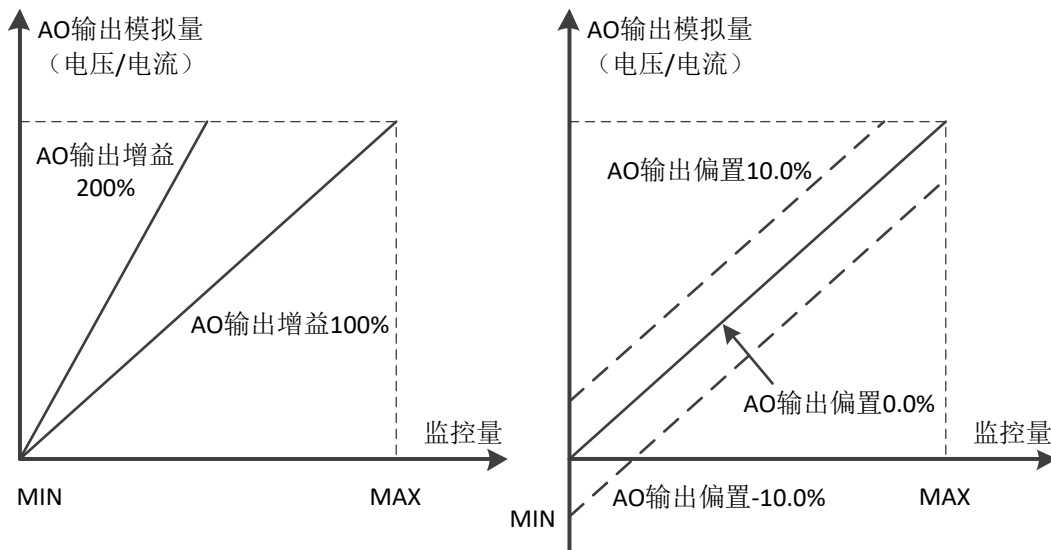 AO输出模拟量
（电压/电流）
AO输出增益
200%
AO输出增益100%
监控量
MIN
MAX
AO输出模拟量
（电压/电流）
AO输出偏置10.0%
AO输出偏置0.0%
监控量
AO输出偏置-10.0%
MAX
MIN